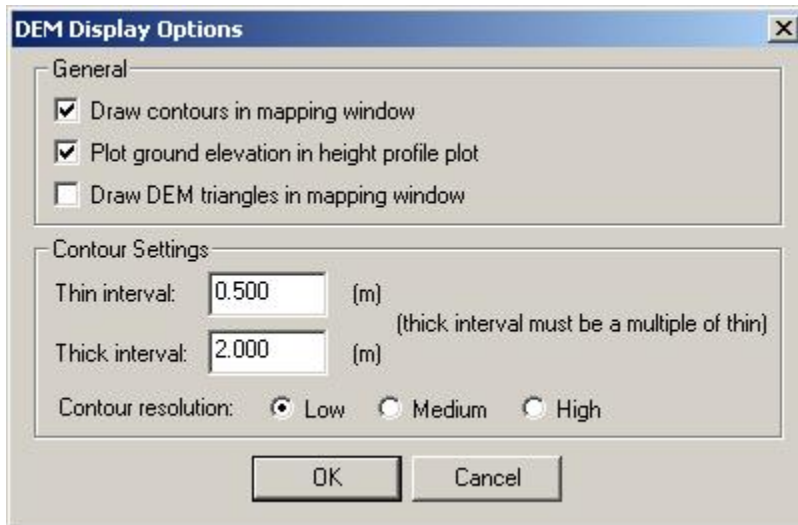 DEM Display Options
General
Draw contours in mapping window
Plot ground elevation in height profile plot
Draw DEM triangles in mapping window
Contour Settings
Thin interval: 0.500 (m)
(thick interval must be a multiple of thin)
Thick interval: 2.000 (m)
Contour resolution: Low Medium High
OK Cancel